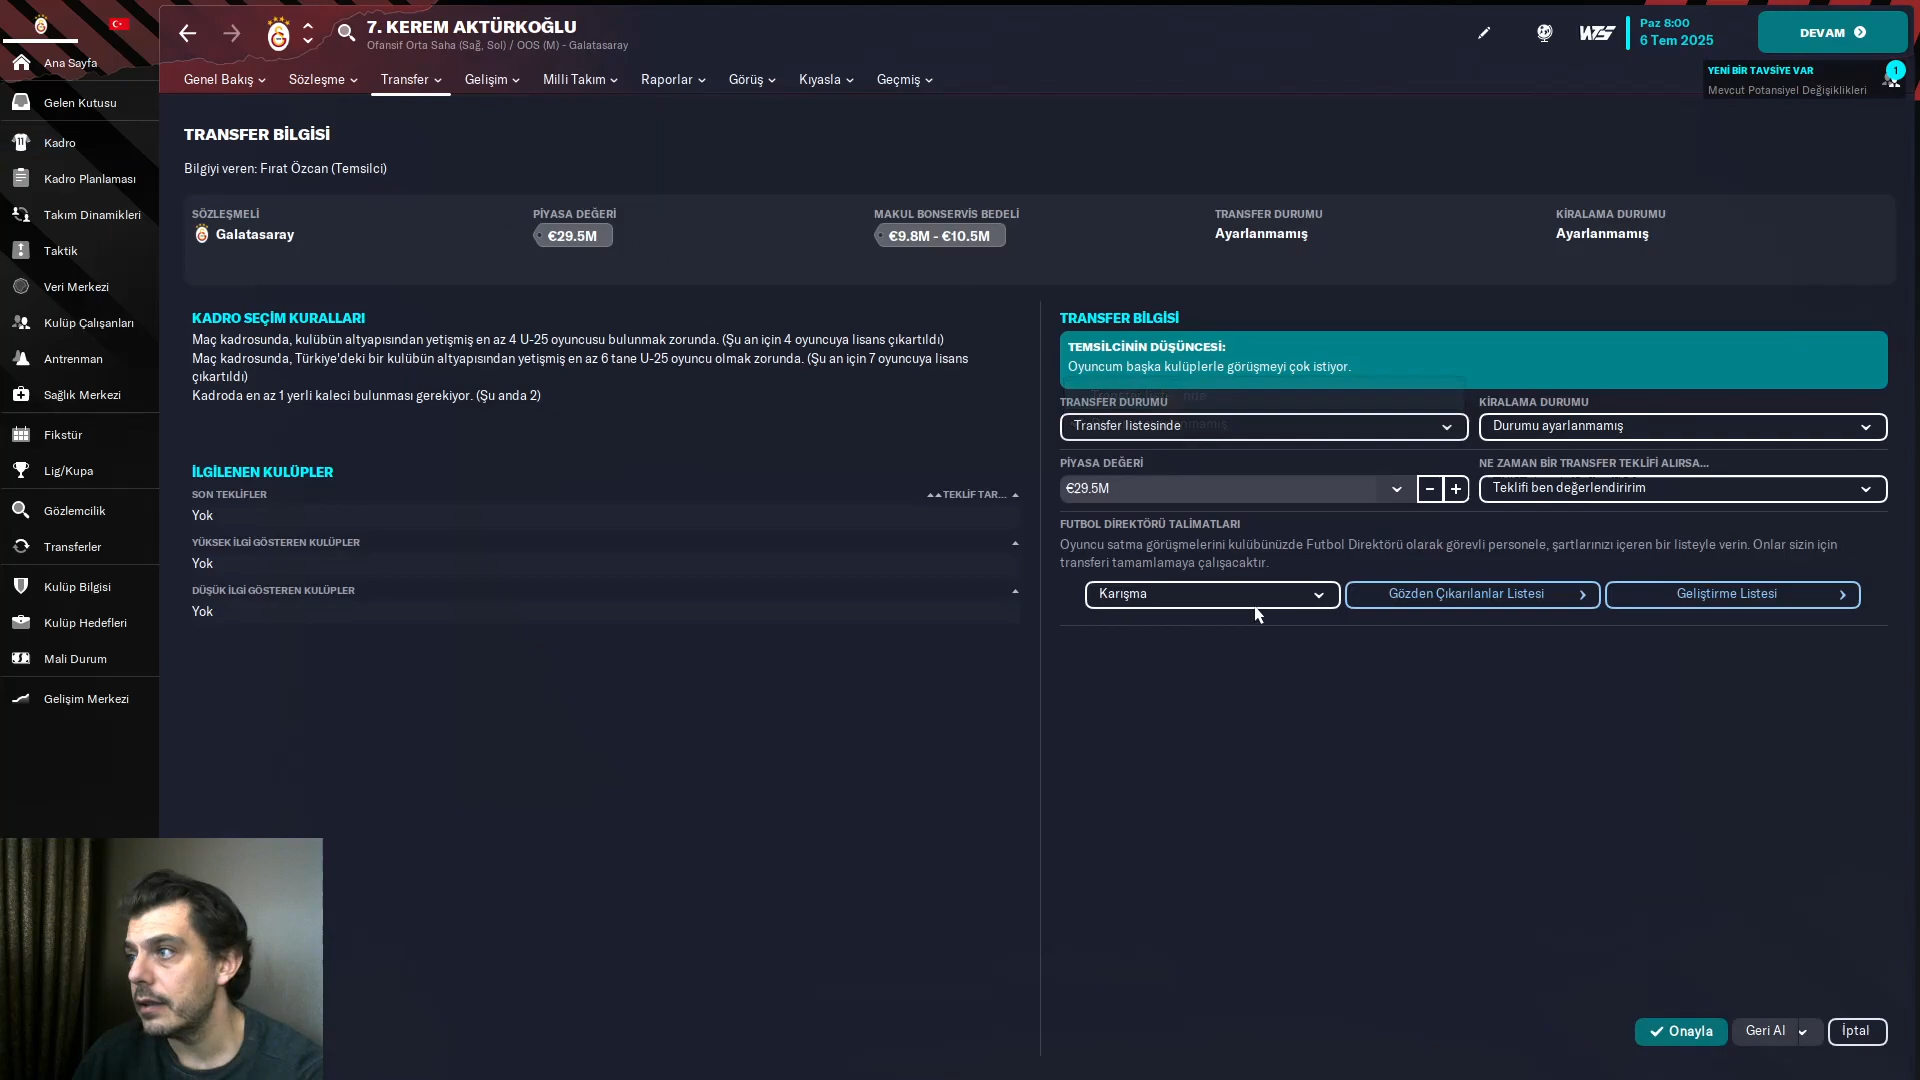 7. KEREM AKTÜRKOĞLU
Ofansif Orta Saha (Sağ, Sol) / OOS (M) - Galatasaray
Paz 8:00
6 Tem 2025
DEVAM
YENİ BİR TAVSİYE VAR
1
Mevcut Potansiyel Değişiklikleri
Genel Bakış
Sözleşme
Transfer
Gelişim
Milli Takım
Raporlar
Görüş
Kıyasla
Geçmiş
Ana Sayfa
Gelen Kutusu
Kadro
Kadro Planlaması
Takım Dinamikleri
Taktik
Veri Merkezi
Kulüp Çalışanları
Antrenman
Sağlık Merkezi
Fikstür
Lig/Kupa
Gözlemcilik
Transferler
Kulüp Bilgisi
Kulüp Hedefleri
Mali Durum
Gelişim Merkezi
TRANSFER BİLGİSİ
Bilgiyi veren: Fırat Özcan (Temsilci)
SÖZLEŞMELİ
Galatasaray
PİYASA DEĞERİ
€29.5M
MAKUL BONSERVİS BEDELİ
€9.8M - €10.5M
TRANSFER DURUMU
Ayarlanmamış
KİRALAMA DURUMU
Ayarlanmamış
KADRO SEÇİM KURALLARI
Maç kadrosunda, kulübün altyapısından yetişmiş en az 4 U-25 oyuncusu bulunmak zorunda. (Şu an için 4 oyuncuya lisans çıkartıldı)
Maç kadrosunda, Türkiye'deki bir kulübün altyapısından yetişmiş en az 6 tane U-25 oyuncu olmak zorunda. (Şu an için 7 oyuncuya lisans
çıkartıldı)
Kadroda en az 1 yerli kaleci bulunması gerekiyor. (Şu anda 2)
İLGİLENEN KULÜPLER
SON TEKLİFLER
TEKLİF TAR...
Yok
YÜKSEK İLGİ GÖSTEREN KULÜPLER
Yok
DÜŞÜK İLGİ GÖSTEREN KULÜPLER
Yok
TRANSFER BİLGİSİ
TEMSİLCİNİN DÜŞÜNCESİ:
Oyuncum başka kulüplerle görüşmeyi çok istiyor.
TRANSFER DURUMU
KİRALAMA DURUMU
Transfer listesinde
Durumu ayarlanmamış
PİYASA DEĞERİ
NE ZAMAN BİR TRANSFER TEKLİFİ ALIRSA...
€29.5M
Teklifi ben değerlendiririm
FUTBOL DİREKTÖRÜ TALİMATLARI
Oyuncu satma görüşmelerini kulübünüzde Futbol Direktörü olarak görevli personele, şartlarınızı içeren bir listeyle verin. Onlar sizin için
transferi tamamlamaya çalışacaktır.
Karışma
Gözden Çıkarılanlar Listesi
Geliştirme Listesi
Onayla
Geri Al
İptal